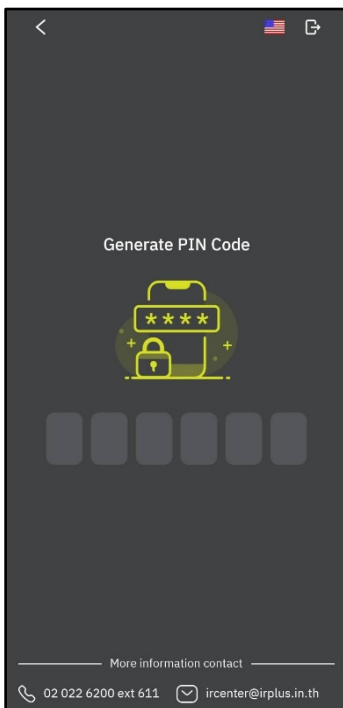 Generate PIN Code
****
More information contact
02 022 6200 ext 611 ircenter@irplus.in.th